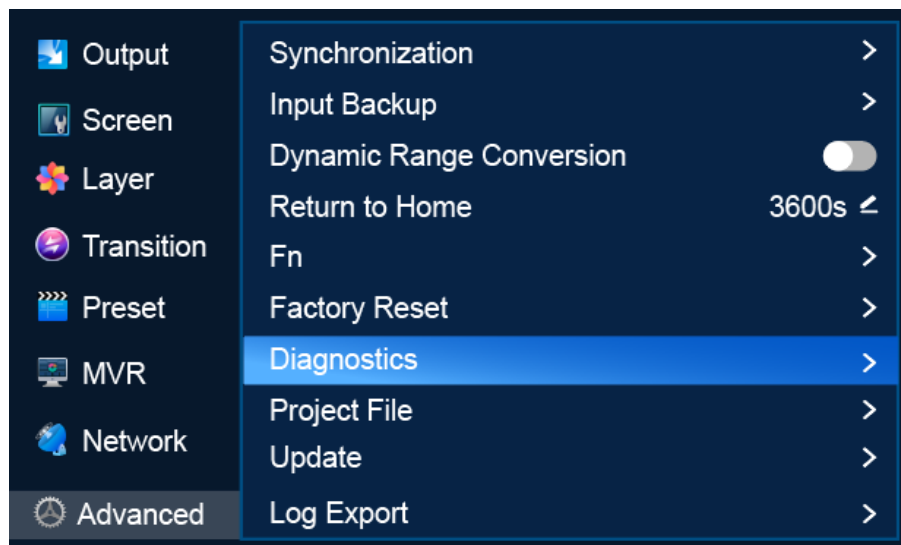 Output
Screen
Layer
Transition
Preset
MVR
Network
Advanced
Synchronization
Input Backup
Dynamic Range Conversion
Return to Home 3600s
Fn
Factory Reset
Diagnostics
Project File
Update
Log Export